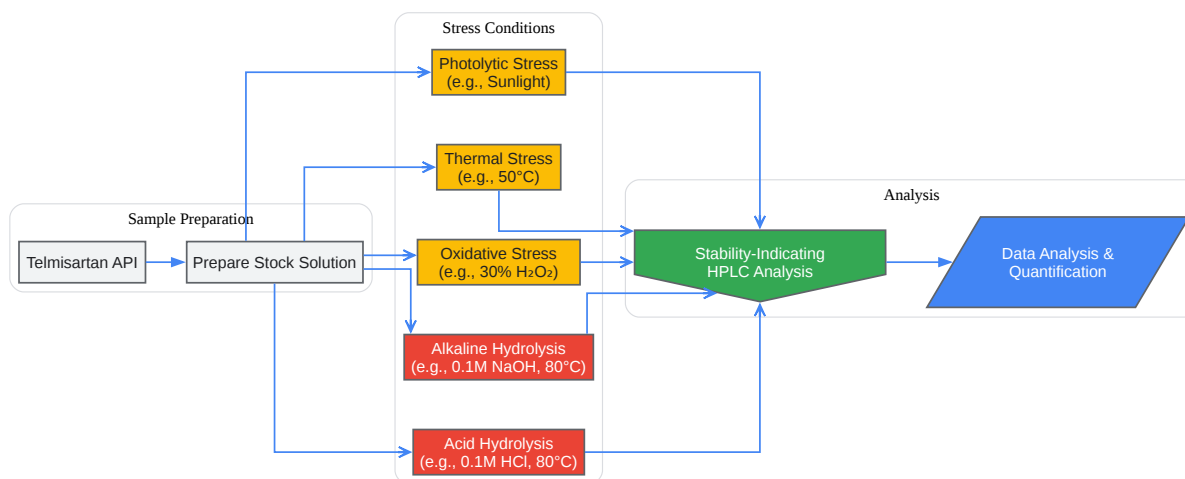 Stress Conditions
Photolytic Stress
(e.g., Sunlight)
Thermal Stress
(e.g., 50°C)
Sample Preparation
Telmisartan API
Prepare Stock Solution
Oxidative Stress
(e.g., 30% H₂O₂)
Alkaline Hydrolysis
(e.g., 0.1M NaOH, 80°C)
Acid Hydrolysis
(e.g., 0.1M HCl, 80°C)
Analysis
Stability-Indicating
HPLC Analysis
Data Analysis &
Quantification